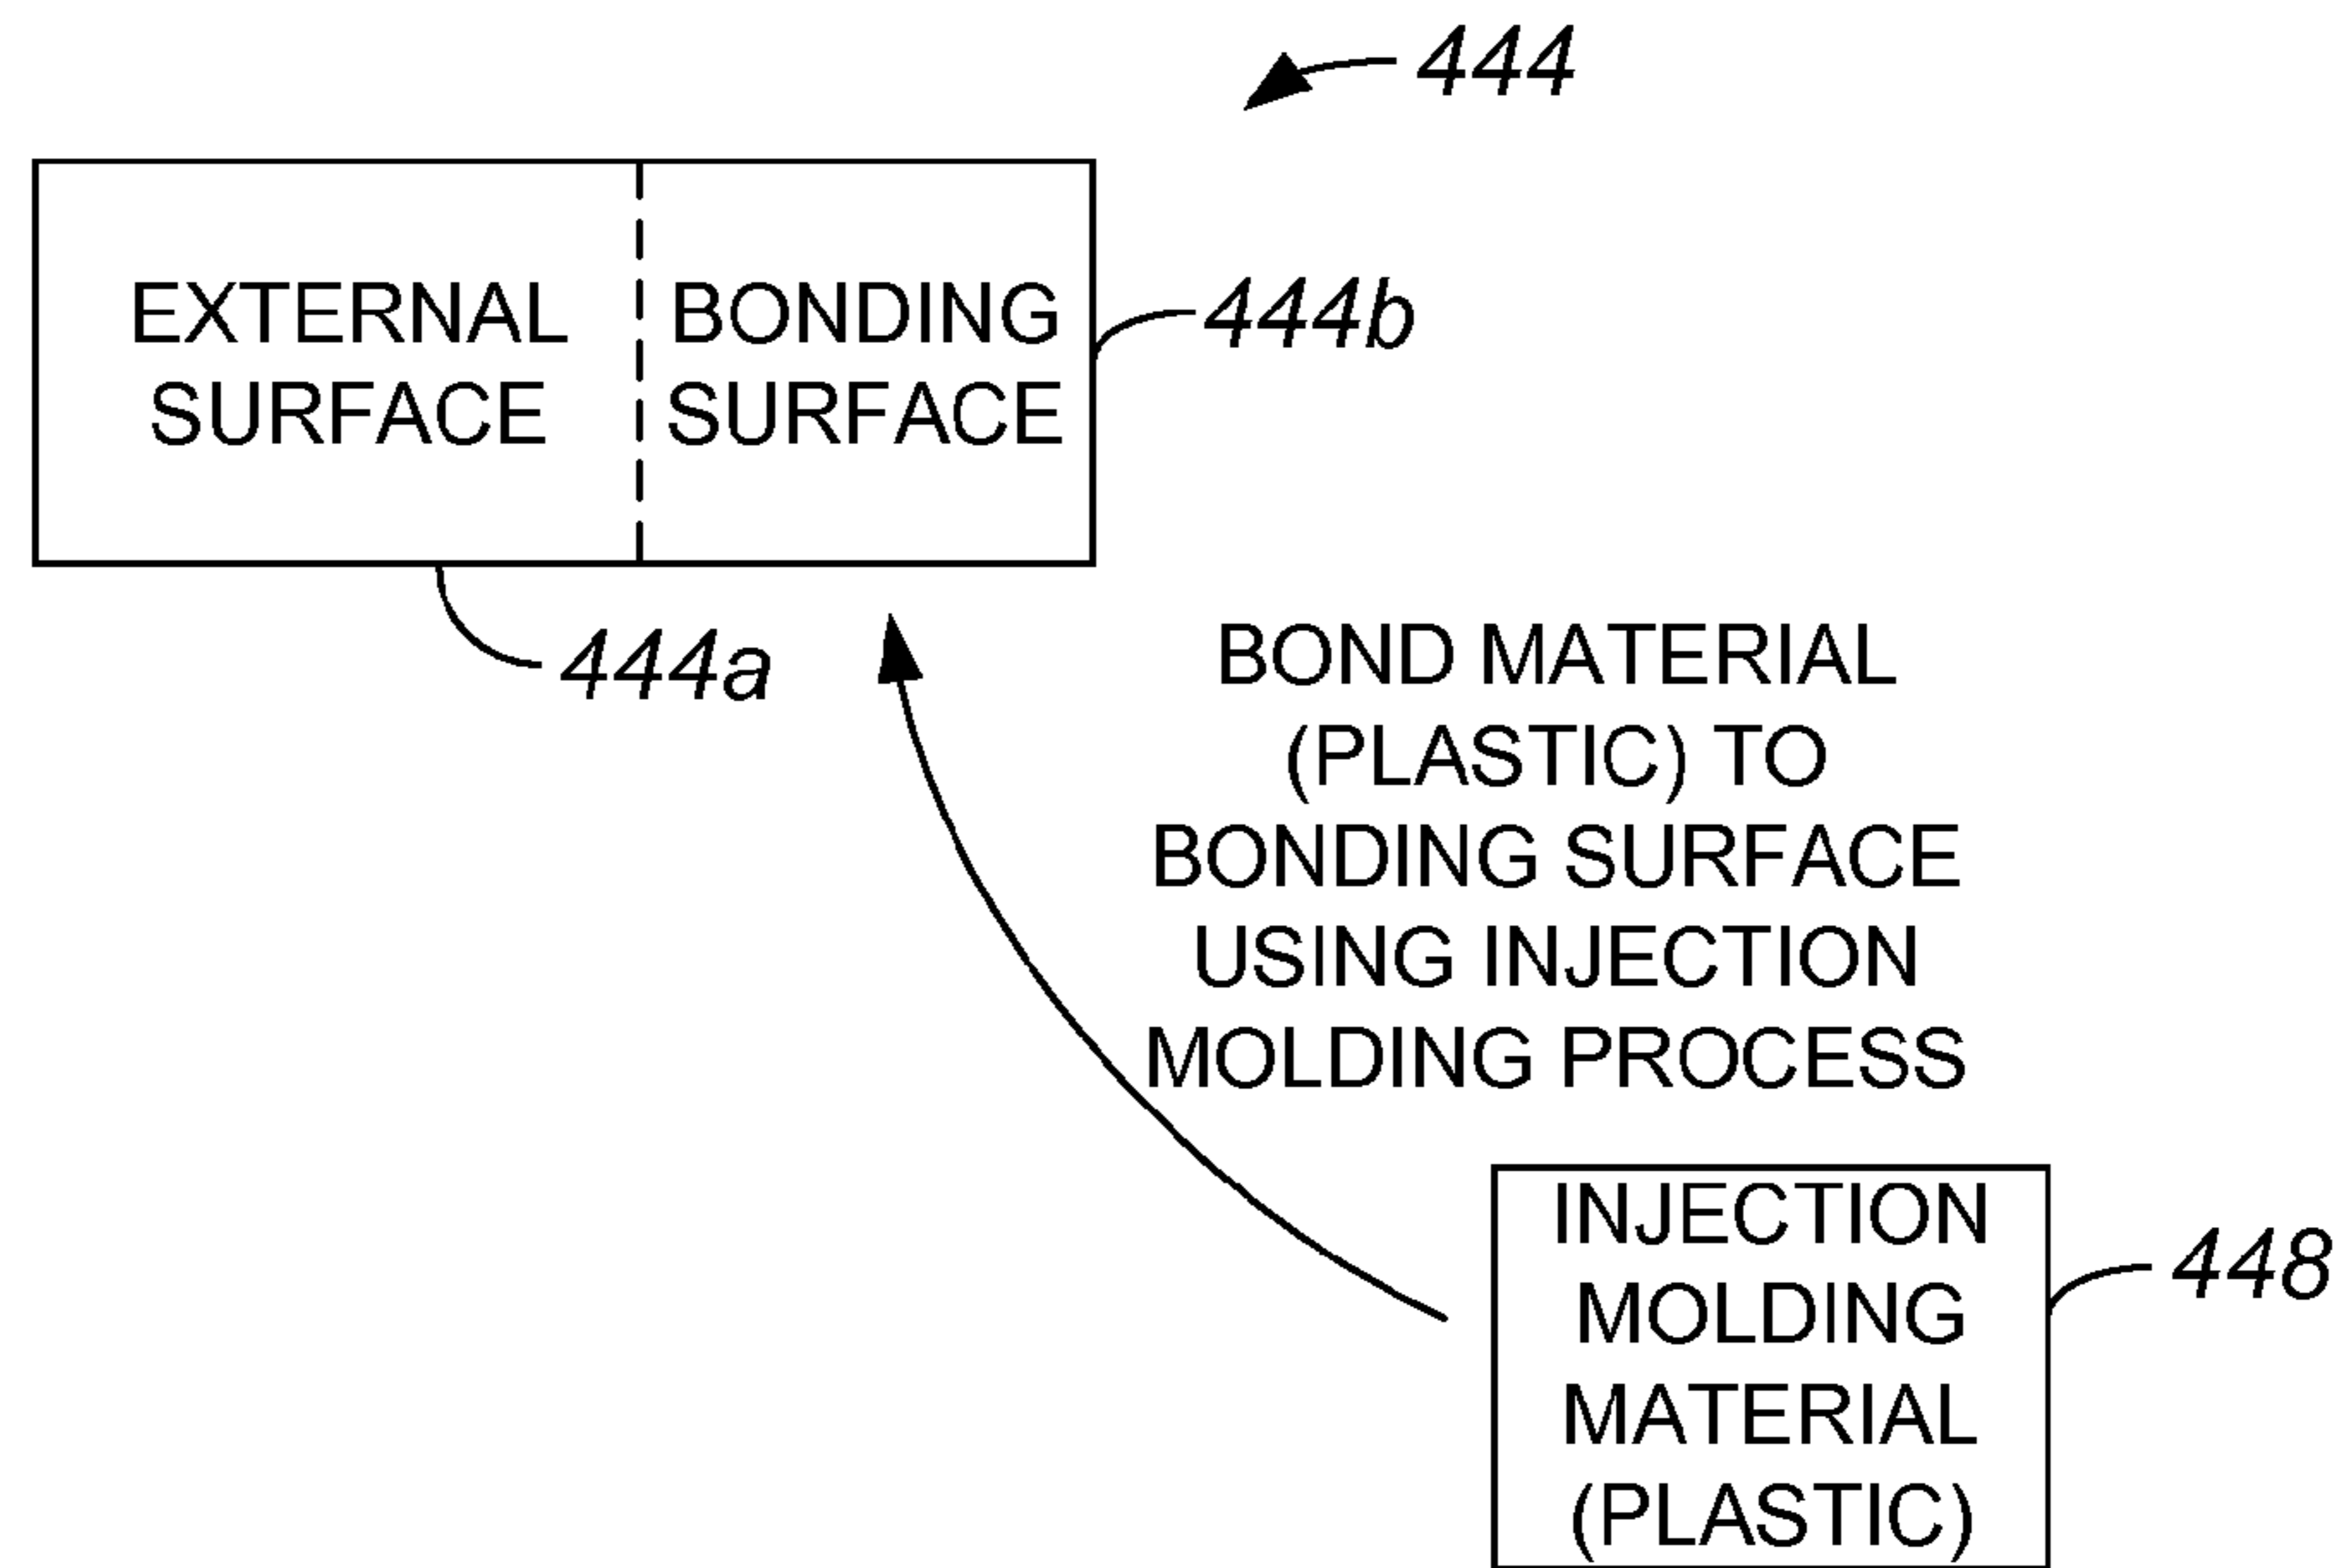 444
EXTERNAL
SURFACE
BONDING
SURFACE
444b
444a
BOND MATERIAL
(PLASTIC) TO
BONDING SURFACE
USING INJECTION
MOLDING PROCESS
INJECTION
MOLDING
MATERIAL
(PLASTIC)
448